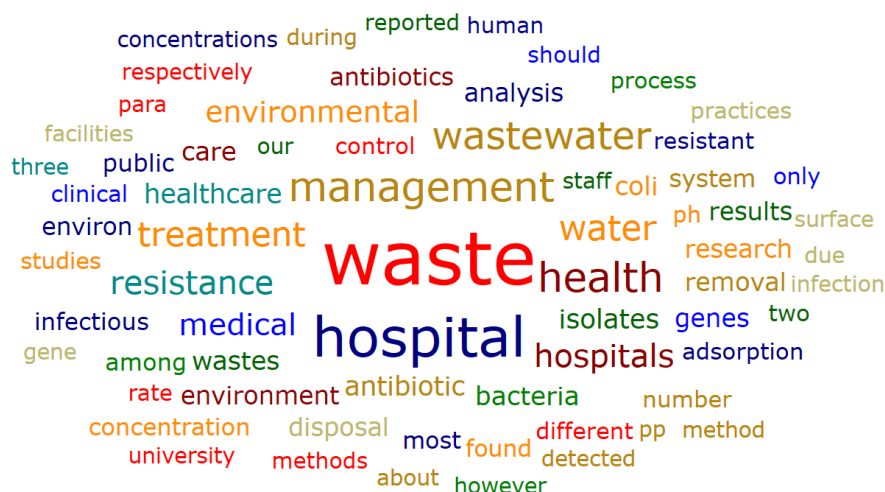 reported human
concentrations during should
respectively antibiotics process
para environmental analysis practices
facilities wastewater resistant
three public care our control
clinical healthcare management staff coli system only
environ treatment waste water ph results surface
studies health research due
resistance removal infection
infectious medical hospital isolates genes two
gene among wastes hospitals adsorption
rate environment antibiotic bacteria number
concentration disposal most found different pp method
university methods detected
about however